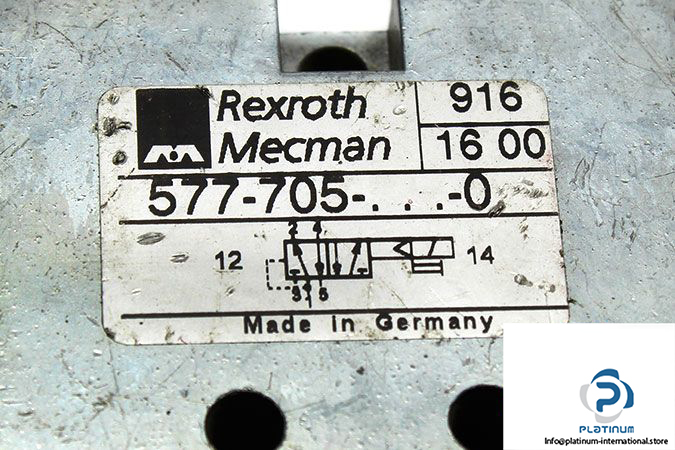 Rexroth
Mecman
916
16 00
577-705-. . .-0
2 4
12
14
3 1 5
Made in Germany
PLATINUM
Info@platinum-international.store